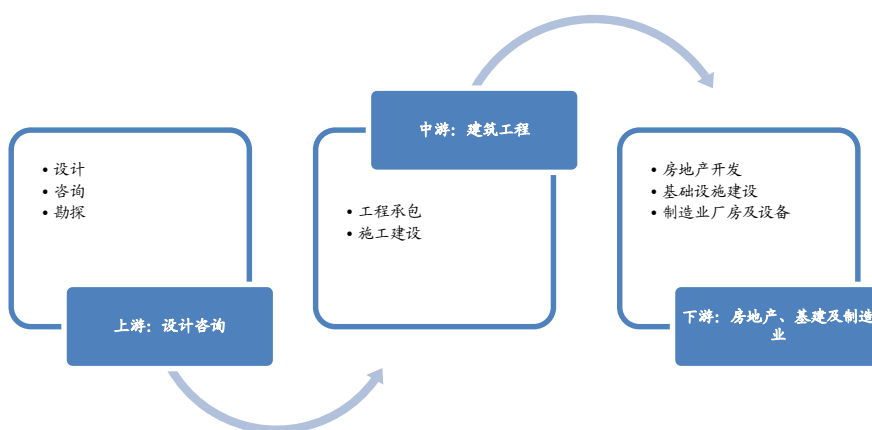 • 设计
• 咨询
• 勘探
上游：设计咨询
中游：建筑工程
• 工程承包
• 施工建设
• 房地产开发
• 基础设施建设
• 制造业厂房及设备
下游：房地产、基建及制造
业